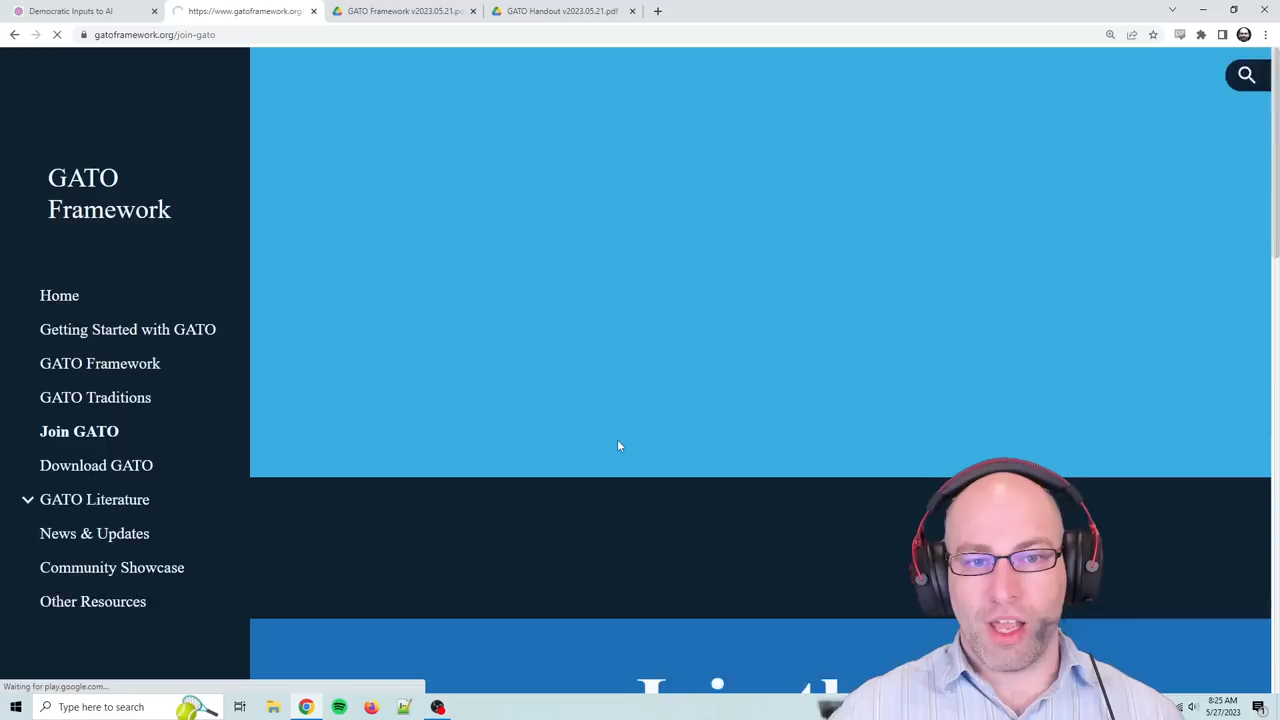 Democratic Inputs to AI
https://www.gatoframework.org
GATO Framework v2023.05.21.pd
GATO Handout v2023.05.21.pdf
gatoframework.org/join-gato
GATO
Framework
Home
Getting Started with GATO
GATO Framework
GATO Traditions
Join GATO
Download GATO
GATO Literature
News & Updates
Community Showcase
Other Resources
Waiting for play.google.com...
Type here to search
8:25 AM
5/27/2023